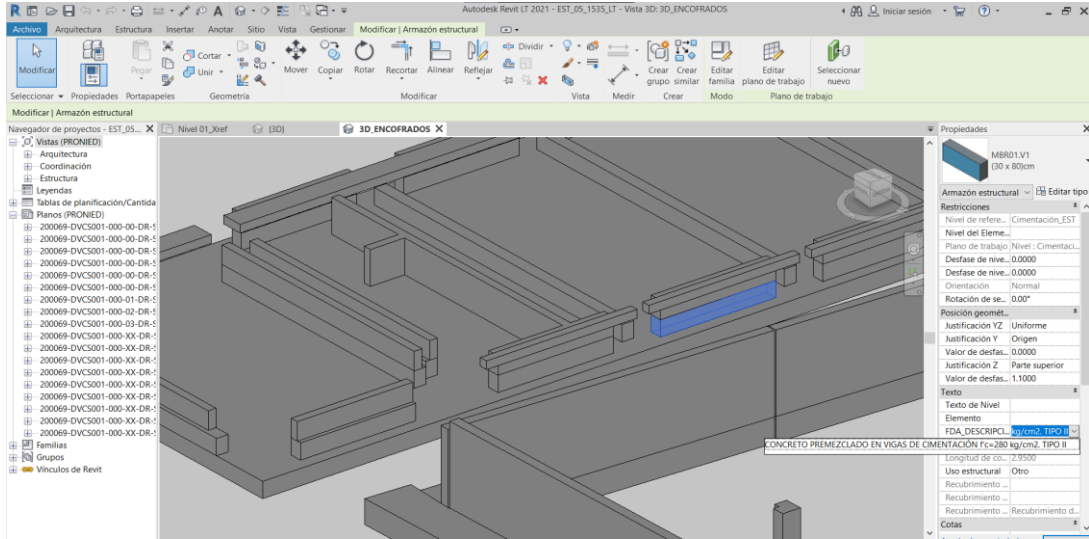 Autodesk Revit LT 2021 - EST_05_1535_LT - Vista 3D: 3D_ENCOFRADOS
Iniciar sesión
Archivo Arquitectura Estructura Insertar Anotar Sitio Vista Gestionar Modificar | Armazón estructural
Modificar
Pegar
Cortar
Unir
Mover Copiar Rotar Recortar Alinear Reflejar
Dividir
Crear grupo
Crear similar
Editar familia
Editar plano de trabajo
Seleccionar nuevo
Seleccionar Propiedades Portapapeles Geometría Modificar Vista Medir Crear Modo Plano de trabajo
Modificar | Armazón estructural
Navegador de proyectos - EST_05...
Nivel 01_Xref
{3D}
3D_ENCOFRADOS
Vistas (PRONIED)
Arquitectura
Coordinación
Estructura
Leyendas
Tablas de planificación/Cantida
Planos (PRONIED)
200069-DVCS001-000-00-DR-S
200069-DVCS001-000-00-DR-S
200069-DVCS001-000-00-DR-S
200069-DVCS001-000-00-DR-S
200069-DVCS001-000-00-DR-S
200069-DVCS001-000-00-DR-S
200069-DVCS001-000-01-DR-S
200069-DVCS001-000-02-DR-S
200069-DVCS001-000-03-DR-S
200069-DVCS001-000-XX-DR-S
200069-DVCS001-000-XX-DR-S
200069-DVCS001-000-XX-DR-S
200069-DVCS001-000-XX-DR-S
200069-DVCS001-000-XX-DR-S
200069-DVCS001-000-XX-DR-S
200069-DVCS001-000-XX-DR-S
Familias
Grupos
Vínculos de Revit
Propiedades
MBR01.V1
(30 x 80)cm
Armazón estructural Editar tipo
Restricciones
Nivel de refere... Cimentación_EST
Nivel del Eleme...
Plano de trabajo Nivel : Cimentaci...
Desfase de nive... 0.0000
Desfase de nive... 0.0000
Orientación Normal
Rotación de se... 0.00°
Posición geomét...
Justificación YZ Uniforme
Justificación Y Origen
Valor de desfas... 0.0000
Justificación Z Parte superior
Valor de desfas... 1.1000
Texto
Texto de Nivel
Elemento
FDA_DESCRIPCI... kg/cm2. TIPO II
CONCRETO PREMEZCLADO EN VIGAS DE CIMENTACIÓN f'c=280 kg/cm2. TIPO II
Longitud de co... 2.9500
Uso estructural Otro
Recubrimiento ...
Recubrimiento ...
Recubrimiento ... Recubrimiento d...
Cotas